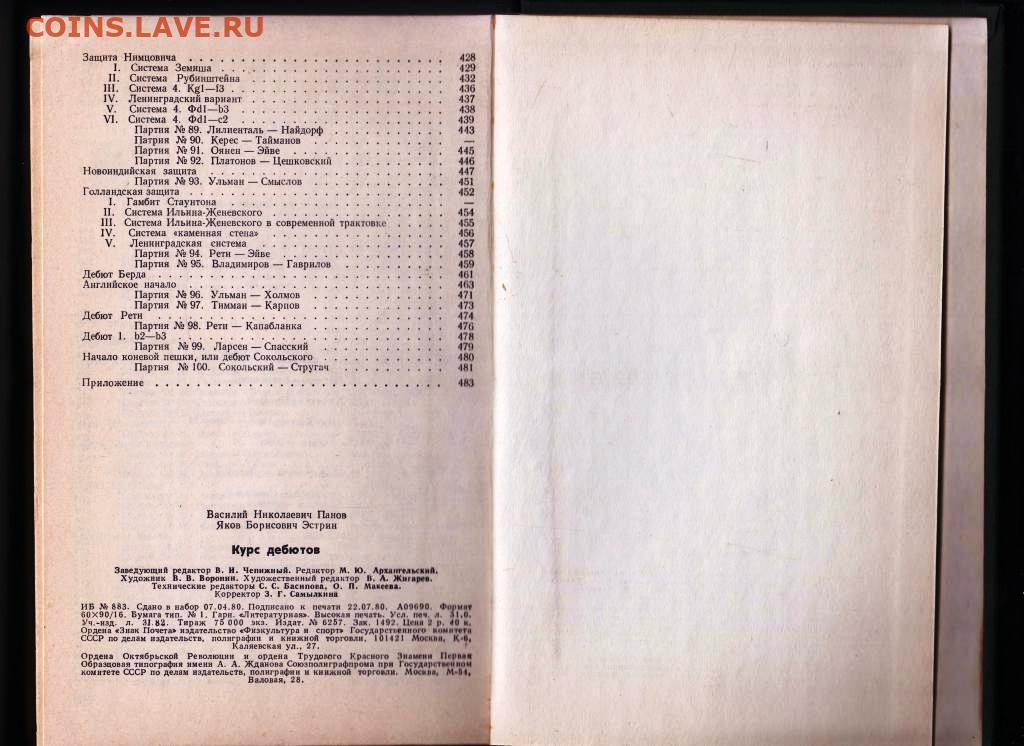 COINS.LAVE.RU
Защита Нимцовича . . . 428
I. Система Земиша . . . 429
II. Система Рубинштейна . . . 432
III. Система 4. Kg1—f3 . . . 436
IV. Ленинградский вариант . . . 437
V. Система 4. Фd1—b3 . . . 438
VI. Система 4. Фd1—c2 . . . 439
Партия № 89. Лилиенталь — Найдорф . . . 443
Патрия № 90. Керес — Тайманов . . . —
Партия № 91. Оянен — Эйве . . . 445
Партия № 92. Платонов — Цешковский . . . 446
Новоиндийская защита . . . 447
Партия № 93. Ульман — Смыслов . . . 451
Голландская защита . . . 452
I. Гамбит Стаунтона . . . —
II. Система Ильина-Женевского . . . 454
III. Система Ильина-Женевского в современной трактовке . . . 455
IV. Система «каменная стена» . . . 456
V. Ленинградская система . . . 457
Партия № 94. Рети — Эйве . . . 458
Партия № 95. Владимиров — Гаврилов . . . 459
Дебют Берда . . . 461
Английское начало . . . 463
Партия № 96. Ульман — Холмов . . . 471
Партия № 97. Тимман — Карпов . . . 473
Дебют Рети . . . 474
Партия № 98. Рети — Капабланка . . . 476
Дебют 1. b2—b3 . . . 478
Партия № 99. Ларсен — Спасский . . . 479
Начало коневой пешки, или дебют Сокольского . . . 480
Партия № 100. Сокольский — Стругач . . . 481
Приложение . . . 483
Василий Николаевич Панов
Яков Борисович Эстрин
Курс дебютов
Заведующий редактор В. И. Чепижный. Редактор М. Ю. Архангельский.
Художник В. В. Воронин. Художественный редактор В. А. Жигарев.
Технические редакторы С. С. Басипова, О. П. Макеева.
Корректор З. Г. Самылкина
ИБ № 883. Сдано в набор 07.04.80. Подписано к печати 22.07.80. А09690. Формат
60×90/16. Бумага тип. № 1. Гарн. «Литературная». Высокая печать. Усл. печ. л. 31,0.
Уч.-изд. л. 31.82. Тираж 75 000 экз. Издат. № 6257. Зак. 1492. Цена 2 р. 40 к.
Ордена «Знак Почета» издательство «Физкультура и спорт» Государственного комитета
СССР по делам издательств, полиграфии и книжной торговли. 101421 Москва, К-6,
Каляевская ул., 27.
Ордена Октябрьской Революции и ордена Трудового Красного Знамени Первая
Образцовая типография имени А. А. Жданова Союзполиграфпрома при Государственном
комитете СССР по делам издательств, полиграфии и книжной торговли. Москва, М-54,
Валовая, 28.